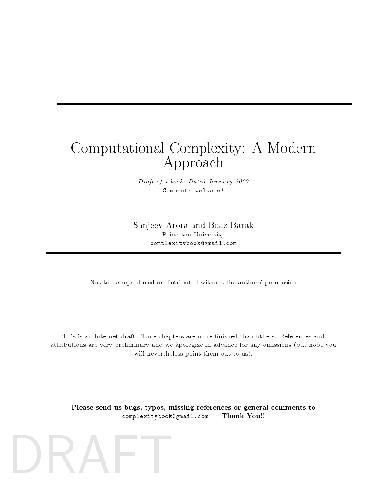 Computational Complexity: A Modern
Approach
Draft of a book: Dated January 2007
Comments welcome!
Sanjeev Arora and Boaz Barak
Princeton University
complexitybook@gmail.com
Not to be reproduced or distributed without the authors' permission
This is an Internet draft. Some chapters are more finished than others. References and
attributions are very preliminary and we apologize in advance for any omissions (but hope you
will nevertheless point them out to us).
Please send us bugs, typos, missing references or general comments to
complexitybook@gmail.com Thank You!!
DRAFT